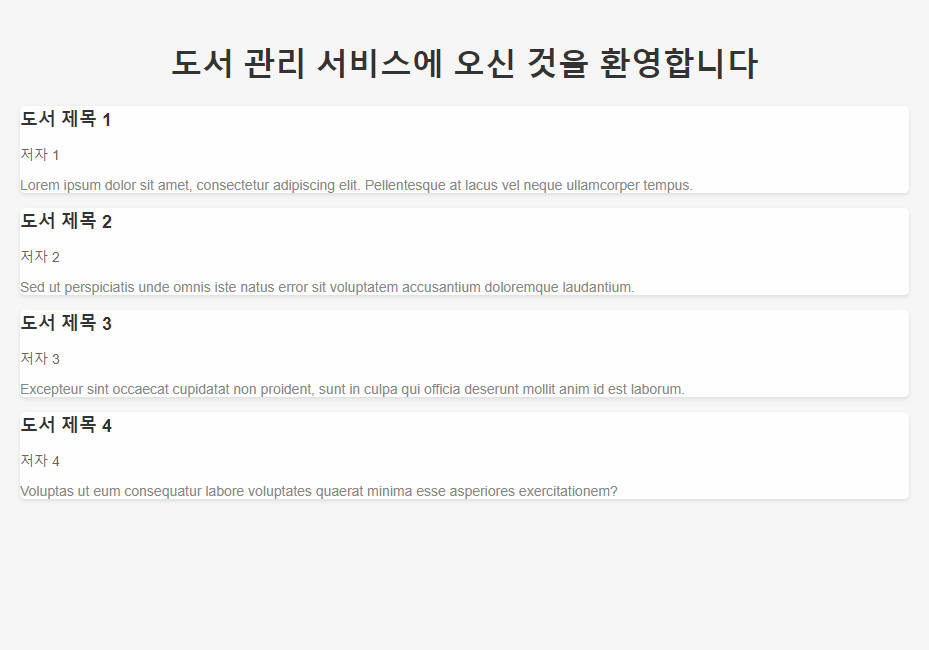 도서 관리 서비스에 오신 것을 환영합니다
도서 제목 1
저자 1
Lorem ipsum dolor sit amet, consectetur adipiscing elit. Pellentesque at lacus vel neque ullamcorper tempus.
도서 제목 2
저자 2
Sed ut perspiciatis unde omnis iste natus error sit voluptatem accusantium doloremque laudantium.
도서 제목 3
저자 3
Excepteur sint occaecat cupidatat non proident, sunt in culpa qui officia deserunt mollit anim id est laborum.
도서 제목 4
저자 4
Voluptas ut eum consequatur labore voluptates quaerat minima esse asperiores exercitationem?